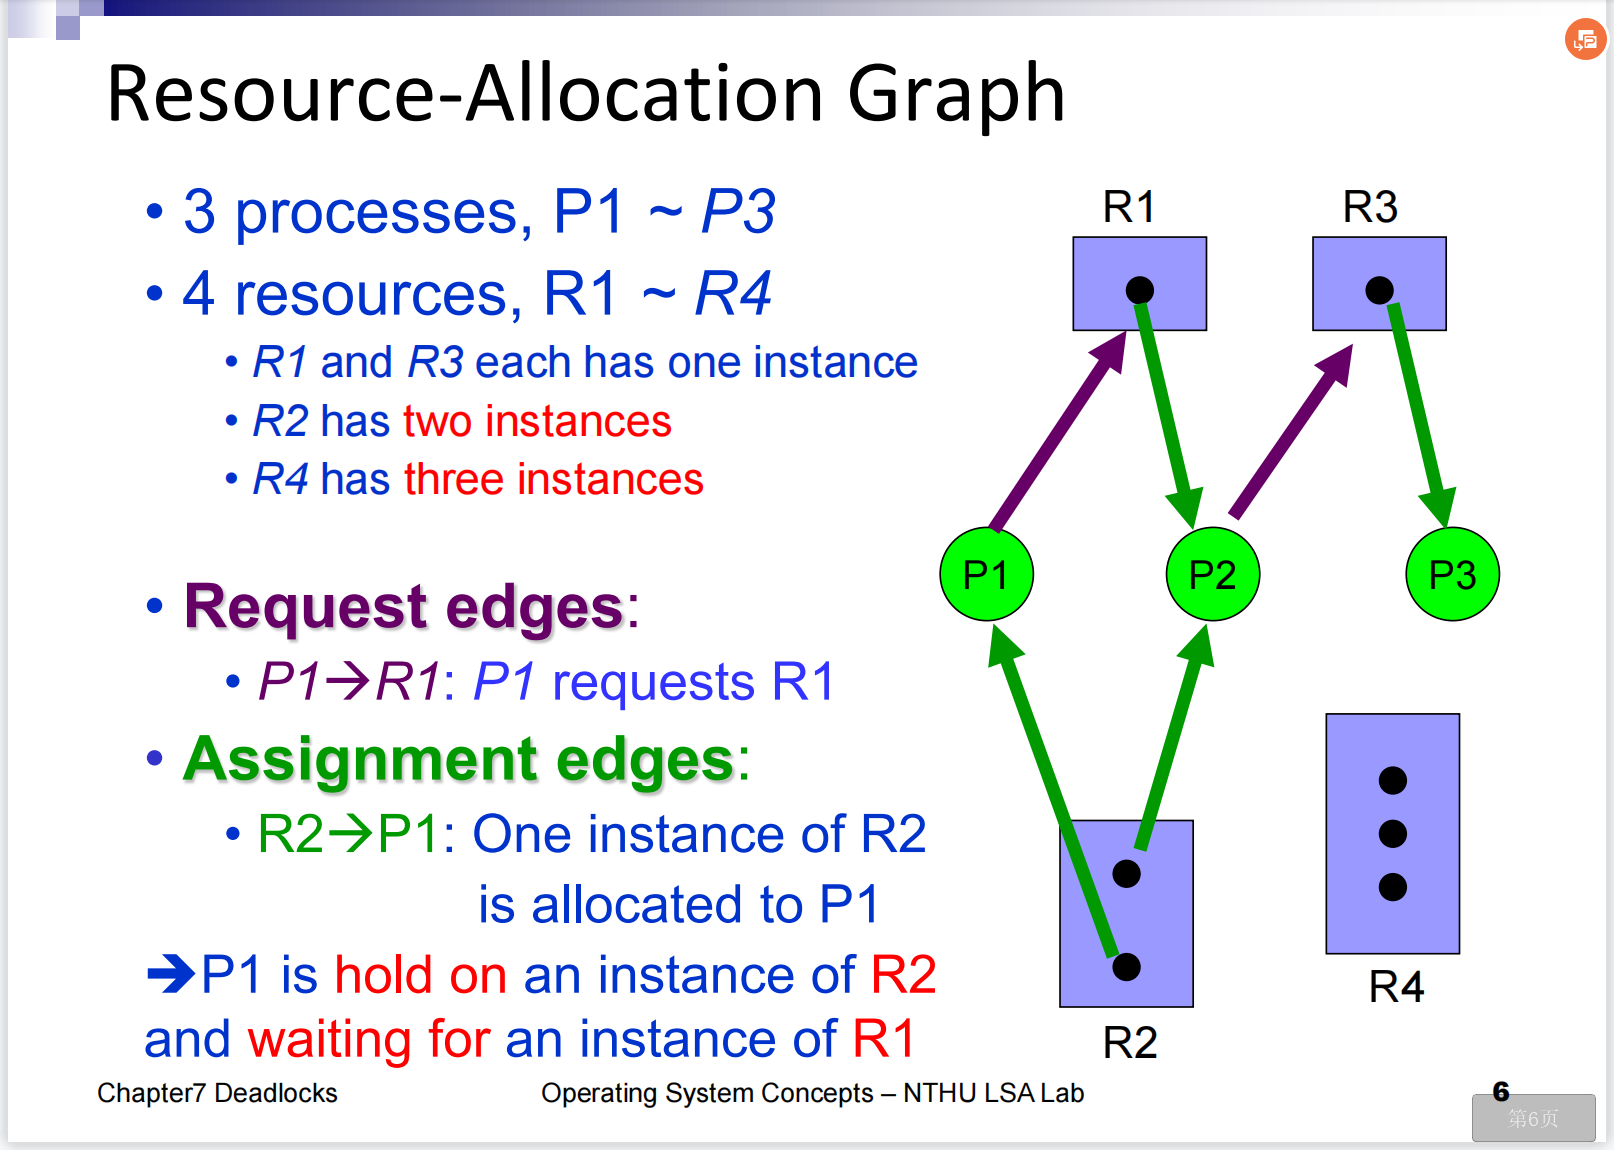 Resource-Allocation Graph
• 3 processes, P1 ~ P3
• 4 resources, R1 ~ R4
• R1 and R3 each has one instance
• R2 has two instances
• R4 has three instances
• Request edges:
• P1→R1: P1 requests R1
• Assignment edges:
• R2→P1: One instance of R2
is allocated to P1
➔P1 is hold on an instance of R2
and waiting for an instance of R1
R1
R3
P1
P2
P3
R2
R4
Chapter7 Deadlocks
Operating System Concepts – NTHU LSA Lab
6
第6页